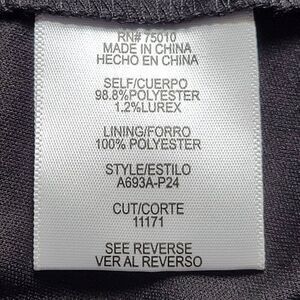 RN# 75010
MADE IN CHINA
HECHO EN CHINA
SELF/CUERPO
98.8%POLYESTER
1.2%LUREX
LINING/FORRO
100% POLYESTER
STYLE/ESTILO
A693A-P24
CUT/CORTE
11171
SEE REVERSE
VER AL REVERSO